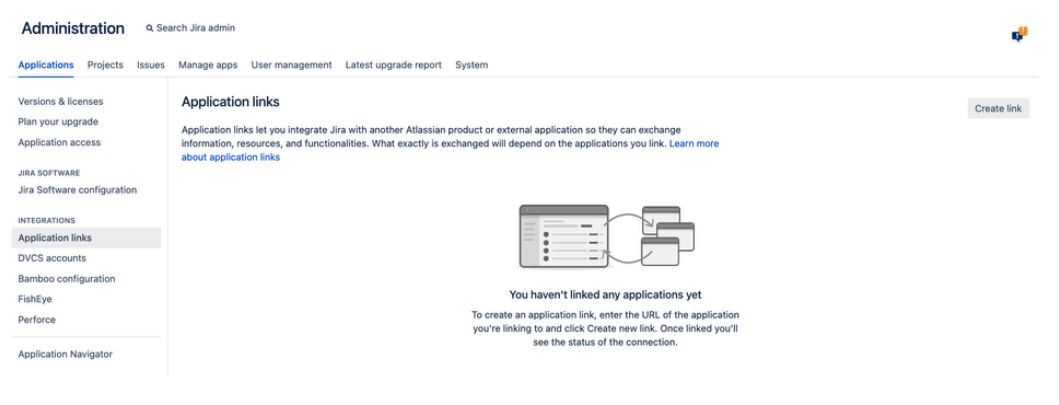 Administration
Search Jira admin
Applications Projects Issues Manage apps User management Latest upgrade report System
Versions & licenses
Plan your upgrade
Application access
JIRA SOFTWARE
Jira Software configuration
INTEGRATIONS
Application links
DVCS accounts
Bamboo configuration
FishEye
Perforce
Application Navigator
Application links
Create link
Application links let you integrate Jira with another Atlassian product or external application so they can exchange
information, resources, and functionalities. What exactly is exchanged will depend on the applications you link. Learn more
about application links
You haven't linked any applications yet
To create an application link, enter the URL of the application
you're linking to and click Create new link. Once linked you'll
see the status of the connection.